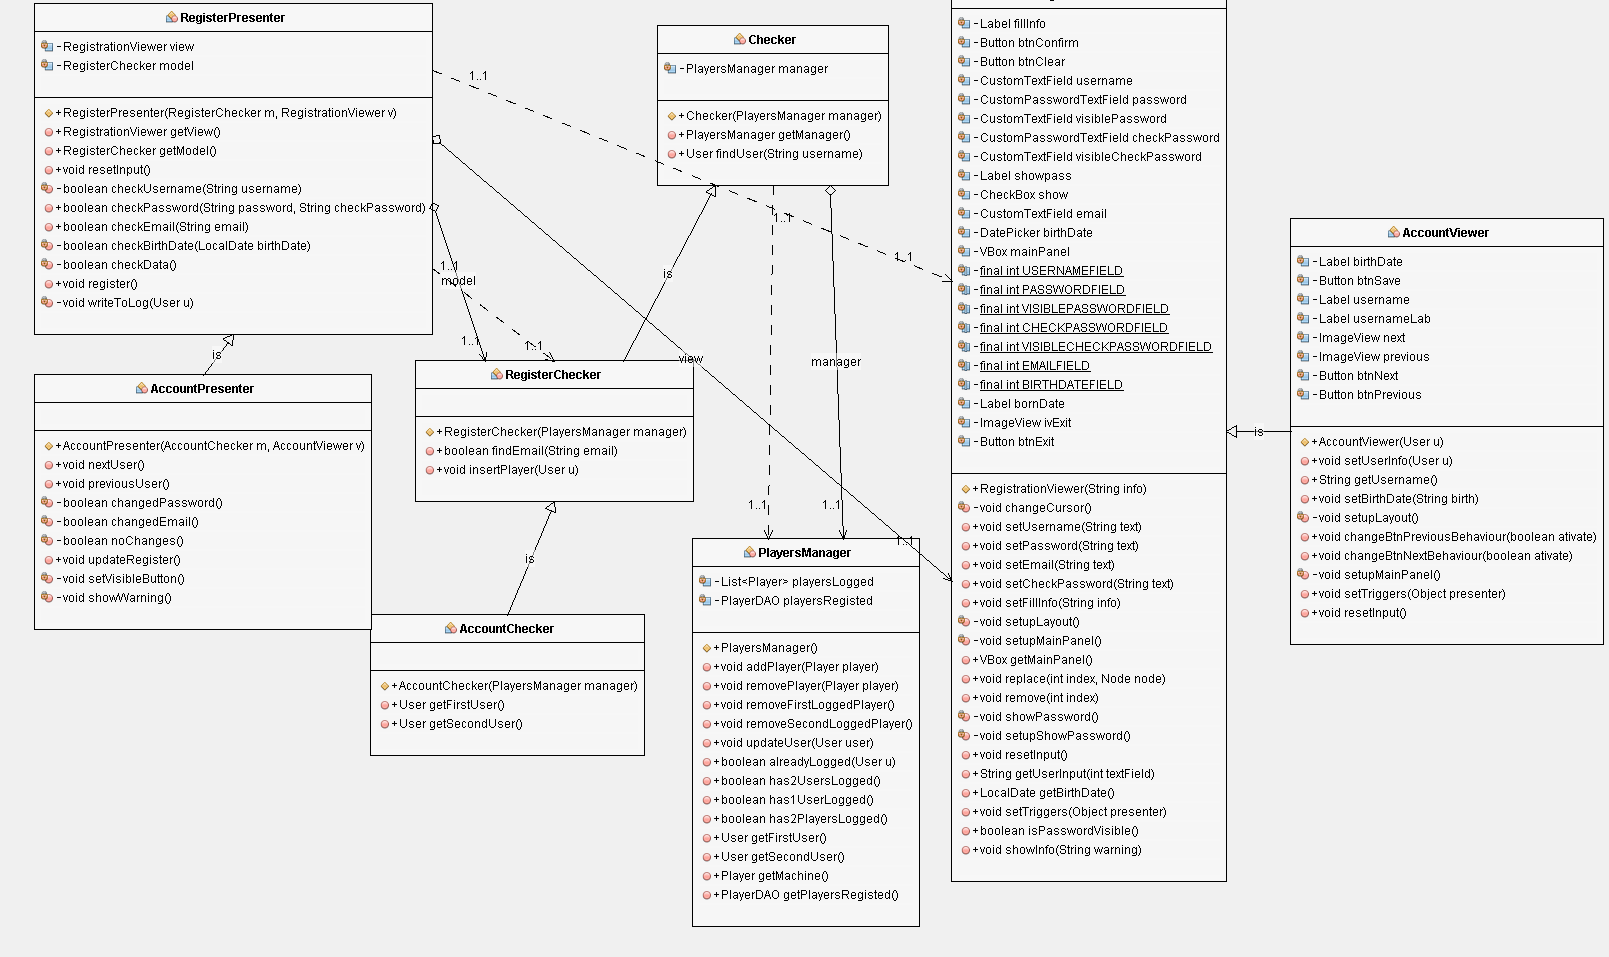 RegisterPresenter
-RegistrationViewer view
-RegisterChecker model
+RegisterPresenter(RegisterChecker m, RegistrationViewer v)
+RegistrationViewer getView()
+RegisterChecker getModel()
+void resetInput()
-boolean checkUsername(String username)
+boolean checkPassword(String password, String checkPassword)
+boolean checkEmail(String email)
-boolean checkBirthDate(LocalDate birthDate)
-boolean checkData()
+void register()
-void writeToLog(User u)
is
AccountPresenter
+AccountPresenter(AccountChecker m, AccountViewer v)
+void nextUser()
+void previousUser()
-boolean changedPassword()
-boolean changedEmail()
-boolean noChanges()
+void updateRegister()
-void setVisibleButton()
-void showWarning()
1..1
1..1
model
1..1
1..1
RegisterChecker
+RegisterChecker(PlayersManager manager)
+boolean findEmail(String email)
+void insertPlayer(User u)
is
AccountChecker
+AccountChecker(PlayersManager manager)
+User getFirstUser()
+User getSecondUser()
Checker
-PlayersManager manager
+Checker(PlayersManager manager)
+PlayersManager getManager()
+User findUser(String username)
1..1
is
view
manager
1..1
1..1
1..1
1..1
PlayersManager
-List<Player> playersLogged
-PlayerDAO playersRegisted
+PlayersManager()
+void addPlayer(Player player)
+void removePlayer(Player player)
+void removeFirstLoggedPlayer()
+void removeSecondLoggedPlayer()
+void updateUser(User user)
+boolean alreadyLogged(User u)
+boolean has2UsersLogged()
+boolean has1UserLogged()
+boolean has2PlayersLogged()
+User getFirstUser()
+User getSecondUser()
+Player getMachine()
+PlayerDAO getPlayersRegisted()
-Label fillInfo
-Button btnConfirm
-Button btnClear
-CustomTextField username
-CustomPasswordTextField password
-CustomTextField visiblePassword
-CustomPasswordTextField checkPassword
-CustomTextField visibleCheckPassword
-Label showpass
-CheckBox show
-CustomTextField email
-DatePicker birthDate
-VBox mainPanel
-final int USERNAMEFIELD
-final int PASSWORDFIELD
-final int VISIBLEPASSWORDFIELD
-final int CHECKPASSWORDFIELD
-final int VISIBLECHECKPASSWORDFIELD
-final int EMAILFIELD
-final int BIRTHDATEFIELD
-Label bornDate
-ImageView ivExit
-Button btnExit
+RegistrationViewer(String info)
-void changeCursor()
+void setUsername(String text)
+void setPassword(String text)
+void setEmail(String text)
+void setCheckPassword(String text)
+void setFillInfo(String info)
-void setupLayout()
-void setupMainPanel()
+VBox getMainPanel()
+void replace(int index, Node node)
+void remove(int index)
-void showPassword()
-void setupShowPassword()
+void resetInput()
+String getUserInput(int textField)
+LocalDate getBirthDate()
+void setTriggers(Object presenter)
+boolean isPasswordVisible()
+void showInfo(String warning)
is
AccountViewer
-Label birthDate
-Button btnSave
-Label username
-Label usernameLab
-ImageView next
-ImageView previous
-Button btnNext
-Button btnPrevious
+AccountViewer(User u)
+void setUserInfo(User u)
+String getUsername()
+void setBirthDate(String birth)
-void setupLayout()
+void changeBtnPreviousBehaviour(boolean ativate)
+void changeBtnNextBehaviour(boolean ativate)
-void setupMainPanel()
+void setTriggers(Object presenter)
+void resetInput()